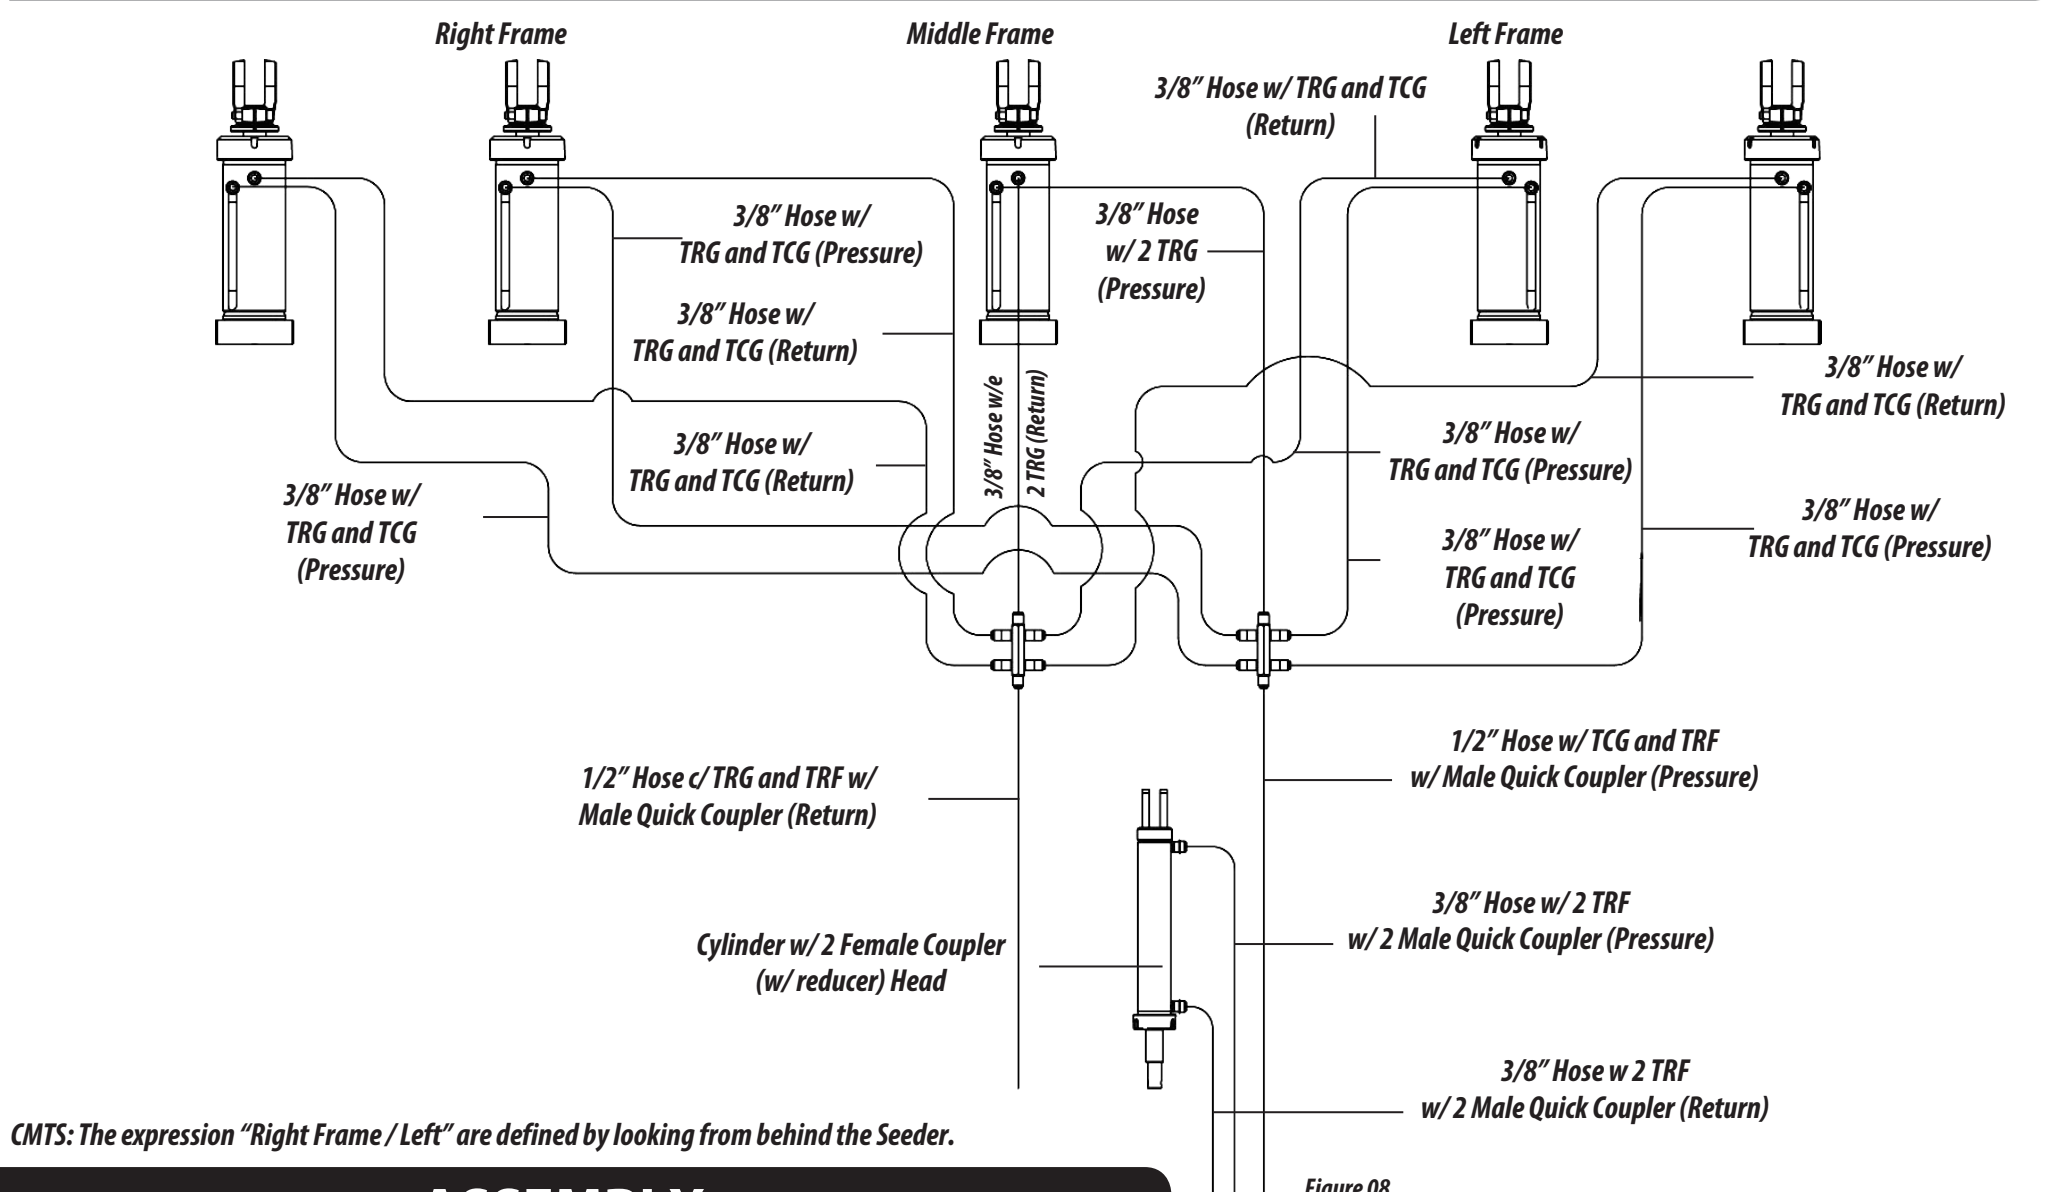 Right Frame
Middle Frame
Left Frame
3/8” Hose w/ TRG and TCG
(Return)
3/8” Hose w/
TRG and TCG (Pressure)
3/8” Hose
w/ 2 TRG
(Pressure)
3/8” Hose w/
TRG and TCG (Return)
3/8” Hose w/e
2 TRG (Return)
3/8” Hose w/
TRG and TCG (Return)
3/8” Hose w/
TRG and TCG (Return)
3/8” Hose w/
TRG and TCG (Pressure)
3/8” Hose w/
TRG and TCG
(Pressure)
3/8” Hose w/
TRG and TCG
(Pressure)
3/8” Hose w/
TRG and TCG (Pressure)
1/2” Hose c/ TRG and TRF w/
Male Quick Coupler (Return)
1/2” Hose w/ TCG and TRF
w/ Male Quick Coupler (Pressure)
Cylinder w/ 2 Female Coupler
(w/ reducer) Head
3/8” Hose w/ 2 TRF
w/ 2 Male Quick Coupler (Pressure)
3/8” Hose w 2 TRF
w/ 2 Male Quick Coupler (Return)
CMTS: The expression “Right Frame / Left” are defined by looking from behind the Seeder.
ASSEMBLY
Figure 08